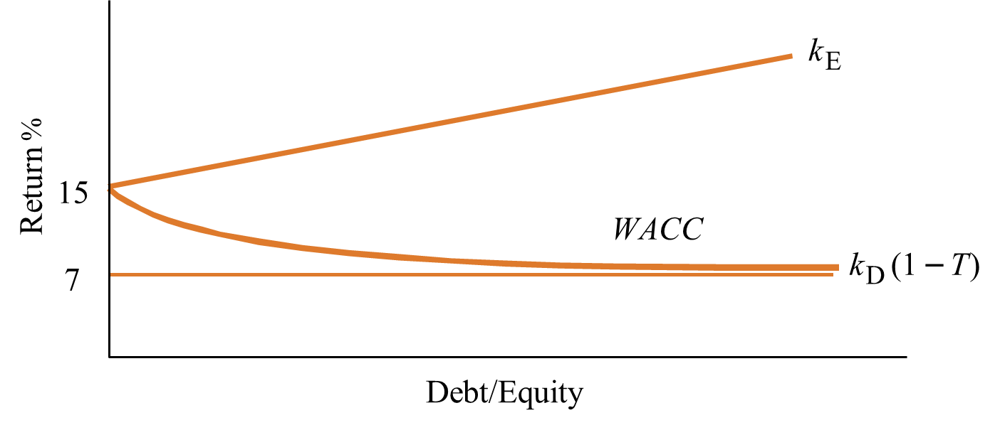 k_E
Return %
15
WACC
k_D (1 − T)
7
Debt/Equity